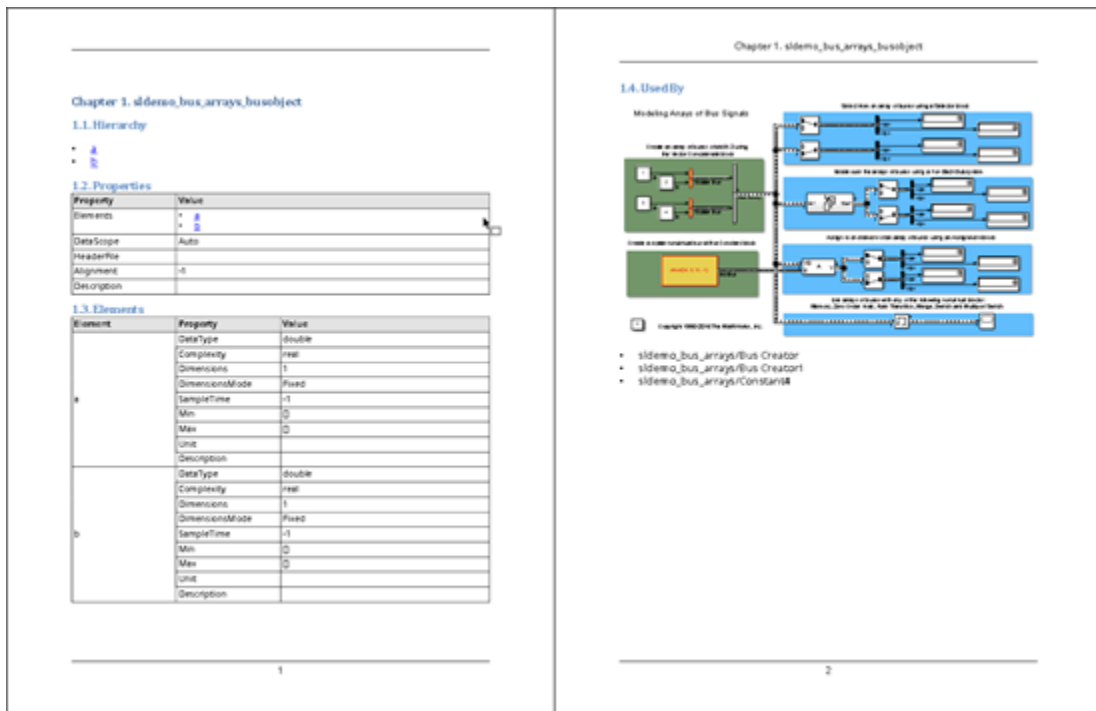 Chapter 1. sldemo_bus_arrays_busobject
1.1. Hierarchy
• a
• b
1.2. Properties
Property Value
Elements • a
• b
DataScope Auto
HeaderFile
Alignment -1
Description
1.3. Elements
Element Property Value
a
DataType double
Complexity real
Dimensions 1
DimensionsMode Fixed
SampleTime -1
Min []
Max []
Unit
Description
b
DataType double
Complexity real
Dimensions 1
DimensionsMode Fixed
SampleTime -1
Min []
Max []
Unit
Description
1
Chapter 1. sldemo_bus_arrays_busobject
1.4. Used By
Modeling Arrays of Bus Signals
• sldemo_bus_arrays/Bus Creator
• sldemo_bus_arrays/Bus Creator1
• sldemo_bus_arrays/Constant4
2